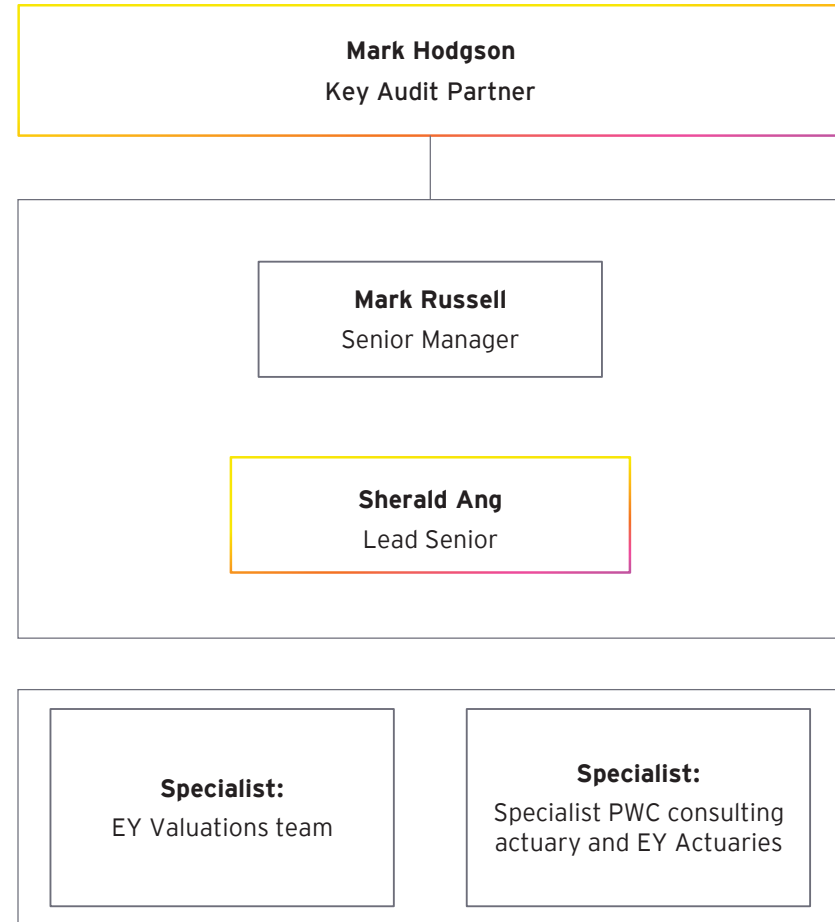 Mark Hodgson
Key Audit Partner
Mark Russell
Senior Manager
Sherald Ang
Lead Senior
Specialist:
EY Valuations team
Specialist:
Specialist PWC consulting
actuary and EY Actuaries